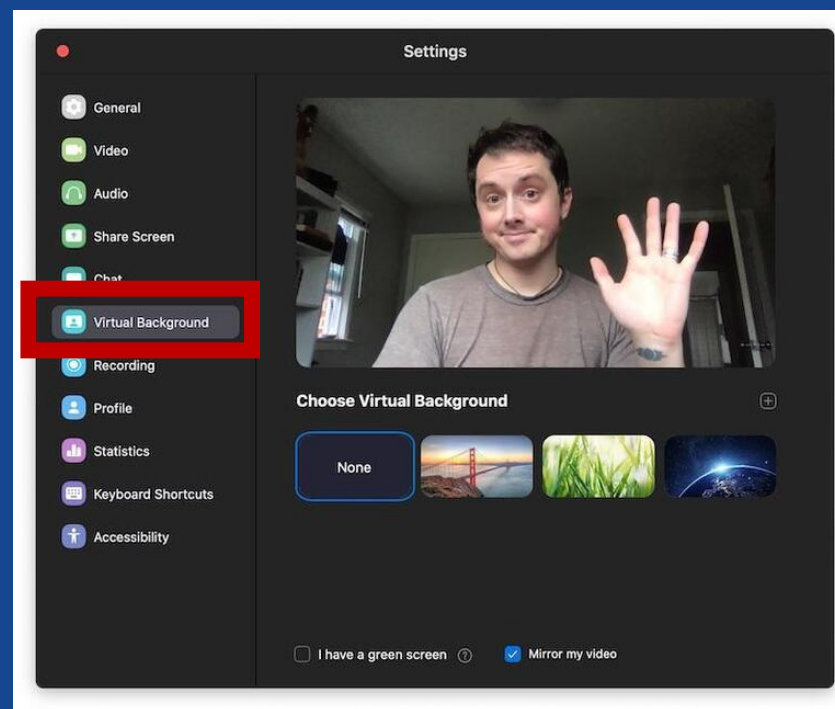 Settings
General
Video
Audio
Share Screen
Chat
Virtual Background
Recording
Profile
Statistics
Keyboard Shortcuts
Accessibility
Choose Virtual Background
None
I have a green screen
Mirror my video